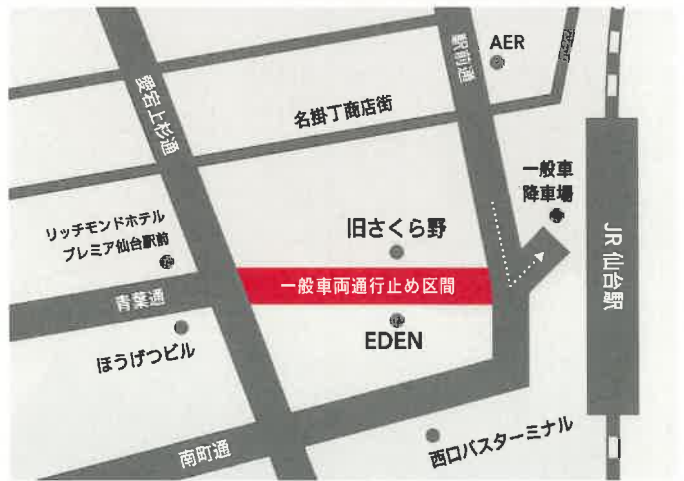 AER
駅前通
愛宕上杉通
名掛丁商店街
一般車
降車場
リッチモンドホテル
プレミア仙台駅前
旧さくら野
JR 仙台駅
一般車両通行止め区間
青葉通
EDEN
ほうげつビル
南町通
西口バスターミナル